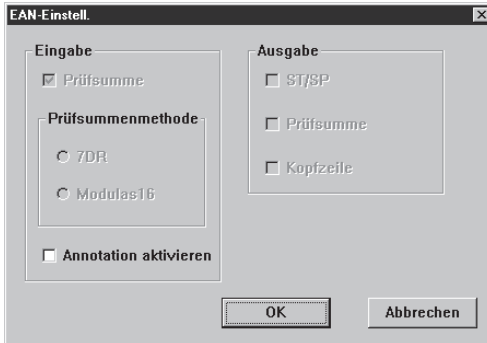 EAN-Einstell.
Eingabe
Prüfsumme
Prüfsummenmethode
7DR
Modulas16
Annotation aktivieren
Ausgabe
ST/SP
Prüfsumme
Kopfzeile
OK
Abbrechen